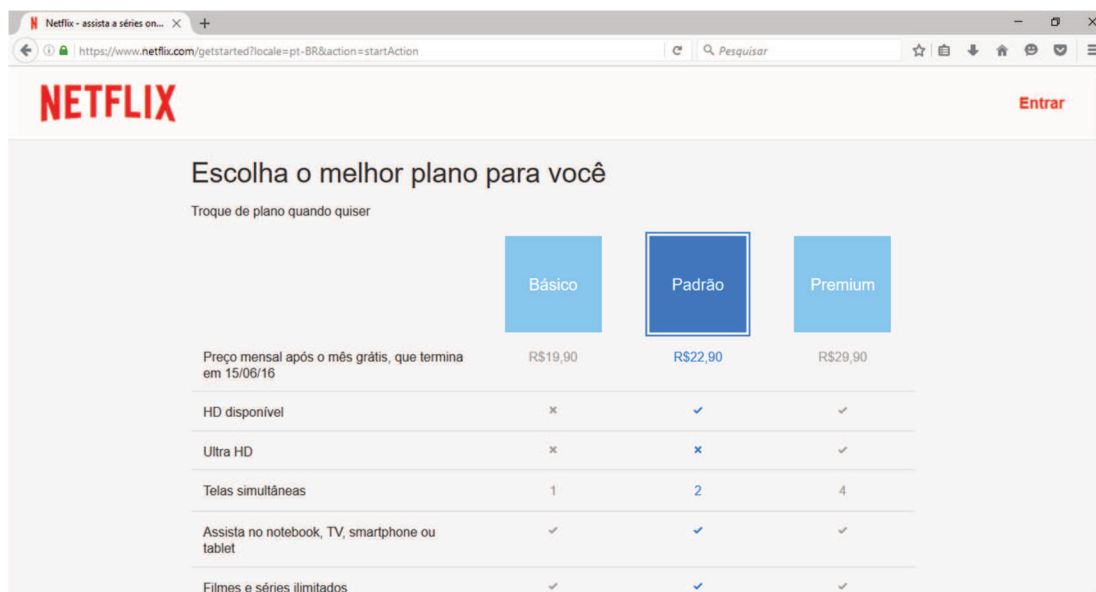 Netflix - assista a séries on...
https://www.netflix.com/getstarted?locale=pt-BR&action=startAction
Pesquisar
NETFLIX
Entrar
Escolha o melhor plano para você
Troque de plano quando quiser
Básico Padrão Premium
Preço mensal após o mês grátis, que termina R$19,90 R$22,90 R$29,90
em 15/06/16
HD disponível
Ultra HD
Telas simultâneas 1 2 4
Assista no notebook, TV, smartphone ou
tablet
Filmes e séries ilimitados